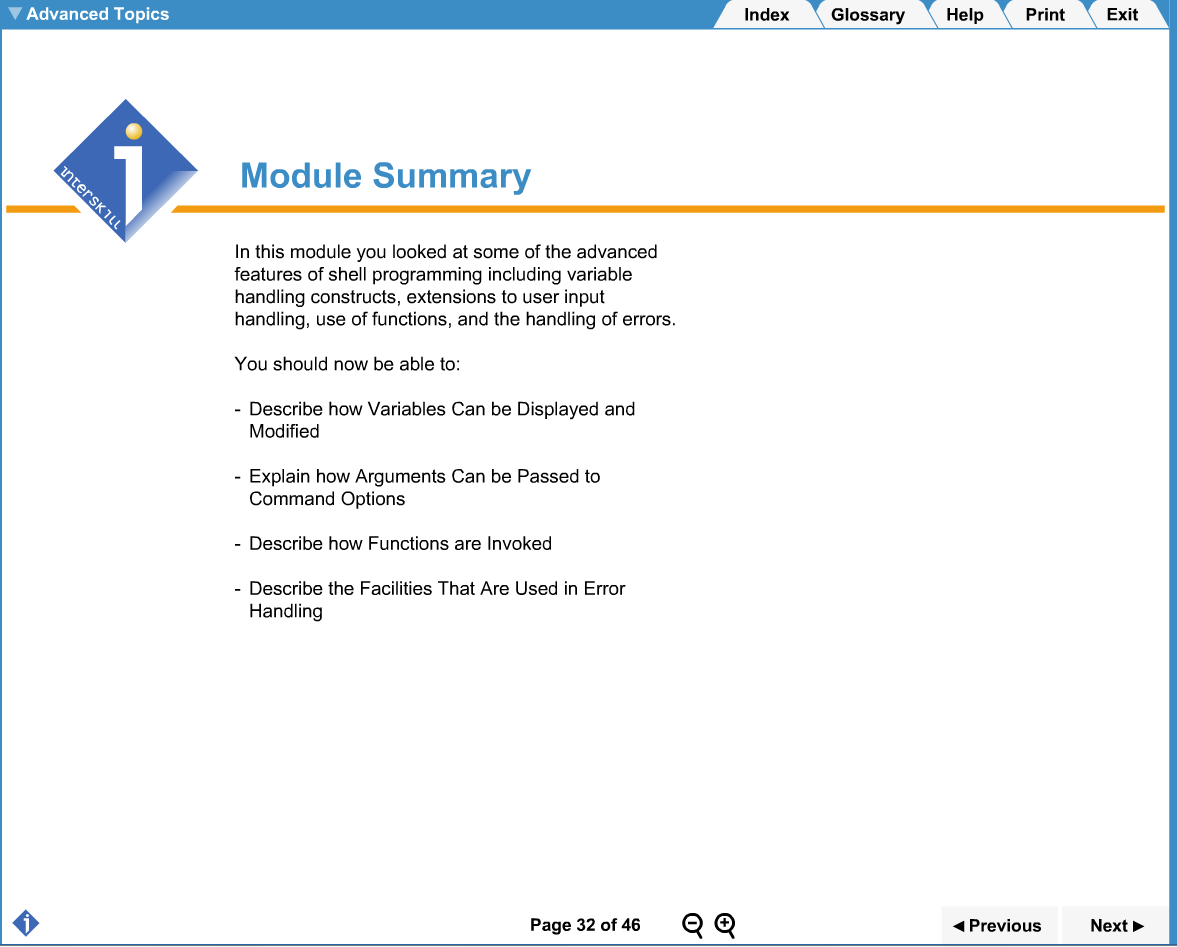 Advanced Topics
Index
Glossary
Help
Print
Exit
interskill
Module Summary
In this module you looked at some of the advanced
features of shell programming including variable
handling constructs, extensions to user input
handling, use of functions, and the handling of errors.
You should now be able to:
- Describe how Variables Can be Displayed and
Modified
- Explain how Arguments Can be Passed to
Command Options
- Describe how Functions are Invoked
- Describe the Facilities That Are Used in Error
Handling
Page 32 of 46
Previous
Next